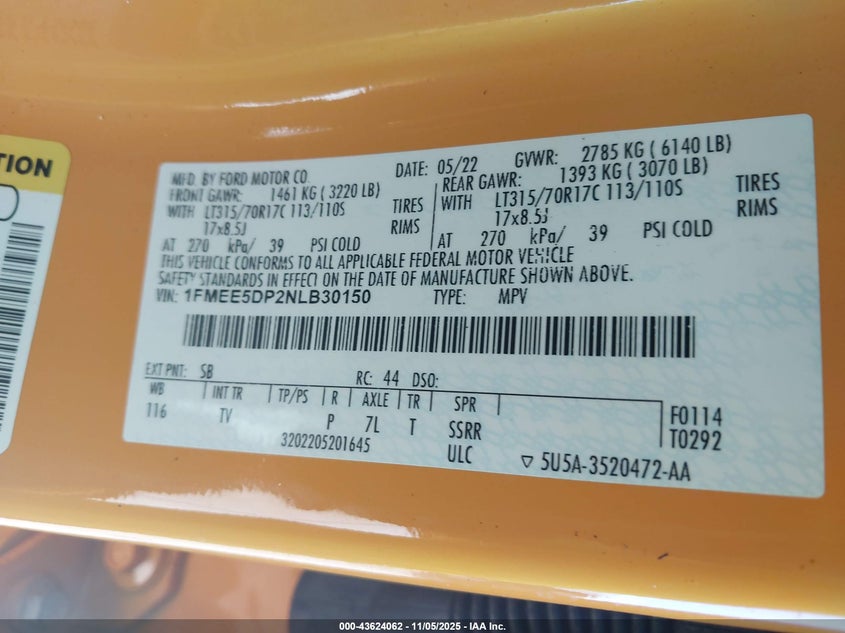 TION
MFD. BY FORD MOTOR CO. DATE: 05/22 GVWR: 2785 KG ( 6140 LB)
FRONT GAWR: 1461 KG ( 3220 LB) REAR GAWR: 1393 KG ( 3070 LB)
WITH LT315/70R17C 113/110S TIRES WITH LT315/70R17C 113/110S TIRES
17x8.5J RIMS 17x8.5J RIMS
AT 270 kPa/ 39 PSI COLD AT 270 kPa/ 39 PSI COLD
THIS VEHICLE CONFORMS TO ALL APPLICABLE FEDERAL MOTOR VEHICLE
SAFETY STANDARDS IN EFFECT ON THE DATE OF MANUFACTURE SHOWN ABOVE.
VIN: 1FMEE5DP2NLB30150 TYPE: MPV
EXT PNT: SB RC: 44 DSO:
WB INT TR TP/PS R AXLE TR SPR F0114
116 TV P 7L T SSRR T0292
3202205201645 ULC ▽ 5U5A-3520472-AA
000-43624062 - 11/05/2025 - IAA Inc.